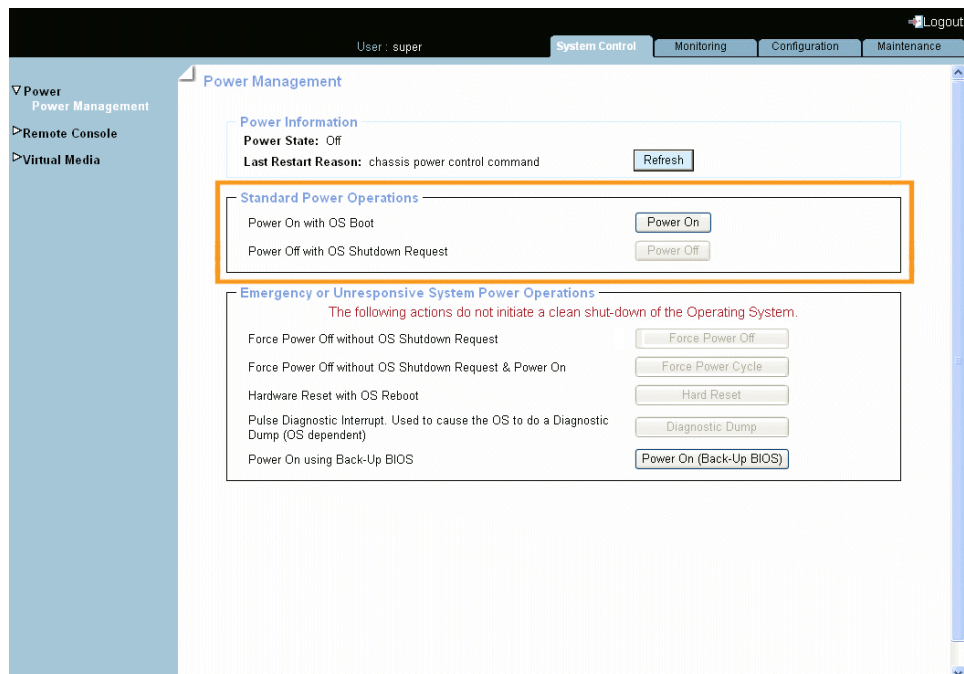 Logout
User : super
System Control
Monitoring
Configuration
Maintenance
Power
Power Management
Remote Console
Virtual Media
Power Management
Power Information
Power State: Off
Last Restart Reason: chassis power control command
Refresh
Standard Power Operations
Power On with OS Boot
Power On
Power Off with OS Shutdown Request
Power Off
Emergency or Unresponsive System Power Operations
The following actions do not initiate a clean shut-down of the Operating System.
Force Power Off without OS Shutdown Request
Force Power Off
Force Power Off without OS Shutdown Request & Power On
Force Power Cycle
Hardware Reset with OS Reboot
Hard Reset
Pulse Diagnostic Interrupt. Used to cause the OS to do a Diagnostic
Dump (OS dependent)
Diagnostic Dump
Power On using Back-Up BIOS
Power On (Back-Up BIOS)